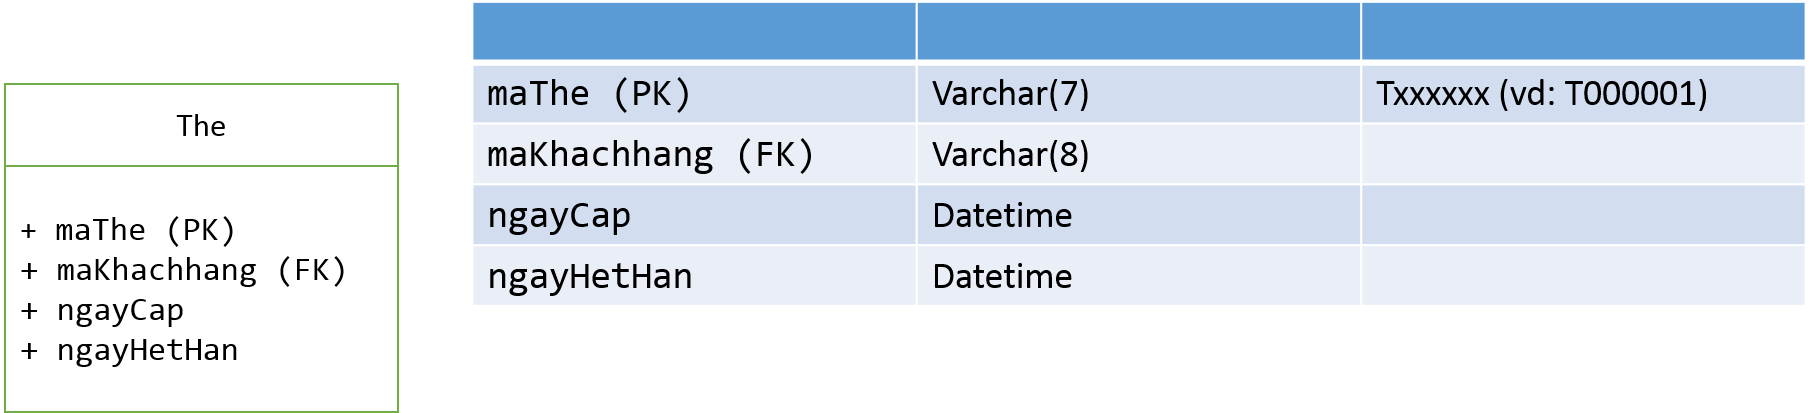 The
+ maThe (PK)
+ maKhachhang (FK)
+ ngayCap
+ ngayHetHan
maThe (PK) Varchar(7) Txxxxxx (vd: T000001)
maKhachhang (FK) Varchar(8)
ngayCap Datetime
ngayHetHan Datetime